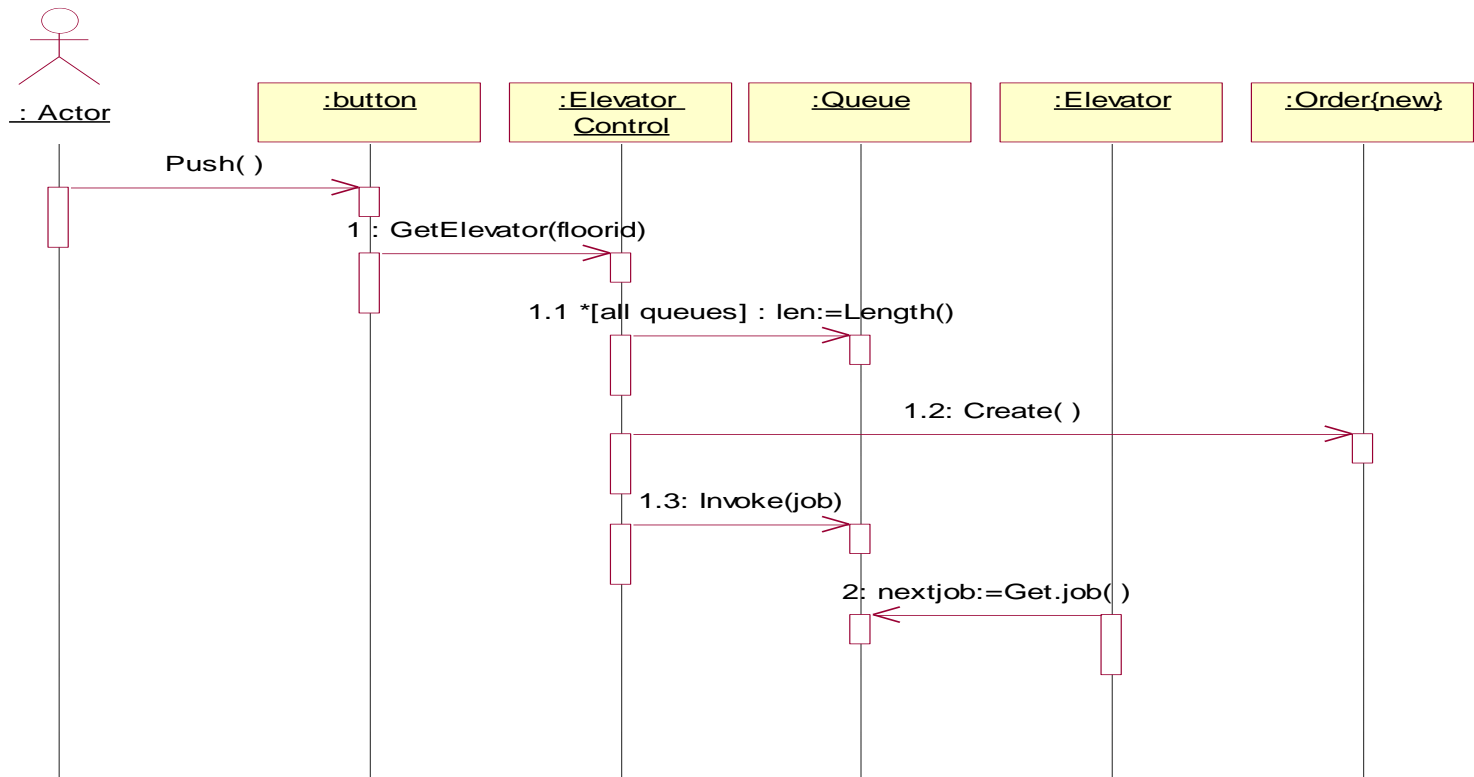 : Actor
:button
:Elevator
Control
:Queue
:Elevator
:Order{new}
Push( )
1 : GetElevator(floorid)
1.1 *[all queues] : len:=Length()
1.2: Create( )
1.3: Invoke(job)
2: nextjob:=Get.job( )